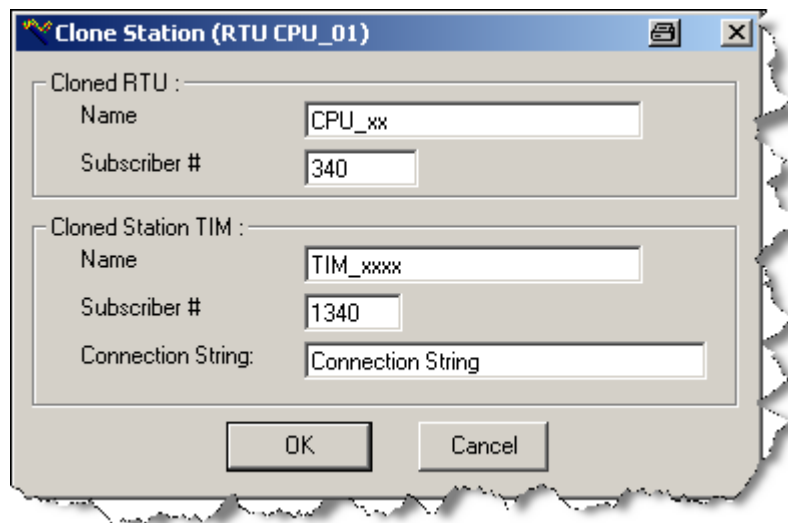 Clone Station (RTU CPU_01)
Cloned RTU :
Name
CPU_xx
Subscriber #
340
Cloned Station TIM :
Name
TIM_xxxx
Subscriber #
1340
Connection String:
Connection String
OK
Cancel